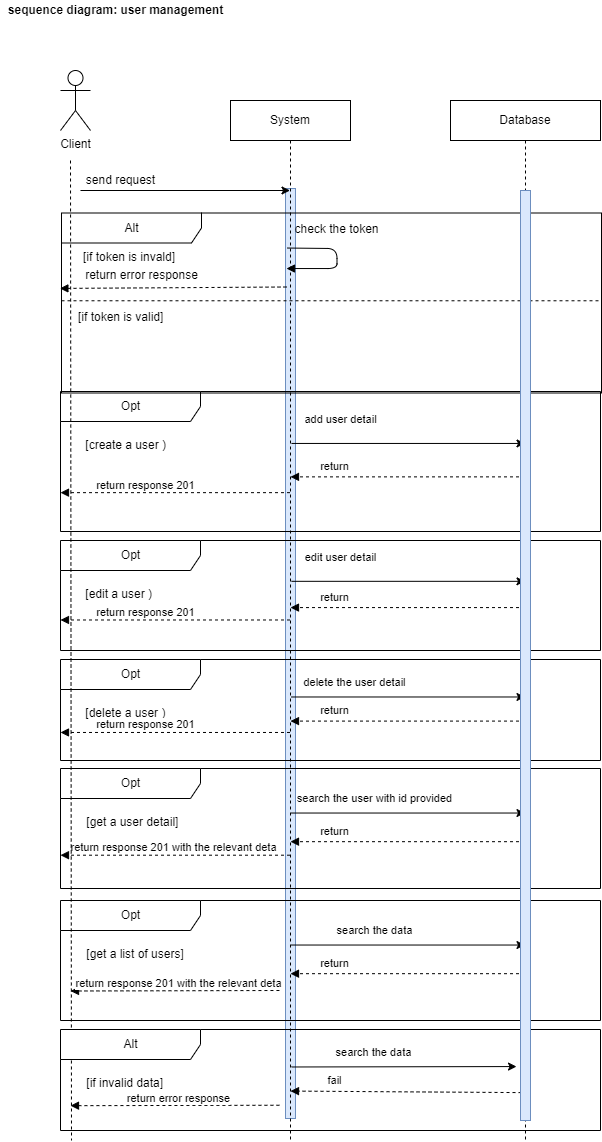 sequence diagram: user management
Client
System
Database
send request
Alt
check the token
[if token is invald]
return error response
[if token is valid]
Opt
add user detail
[create a user )
return
return response 201
Opt
edit user detail
[edit a user )
return
return response 201
Opt
delete the user detail
[delete a user )
return
return response 201
Opt
search the user with id provided
[get a user detail]
return
return response 201 with the relevant deta
Opt
search the data
[get a list of users]
return
return response 201 with the relevant deta
Alt
search the data
[if invalid data]
fail
return error response